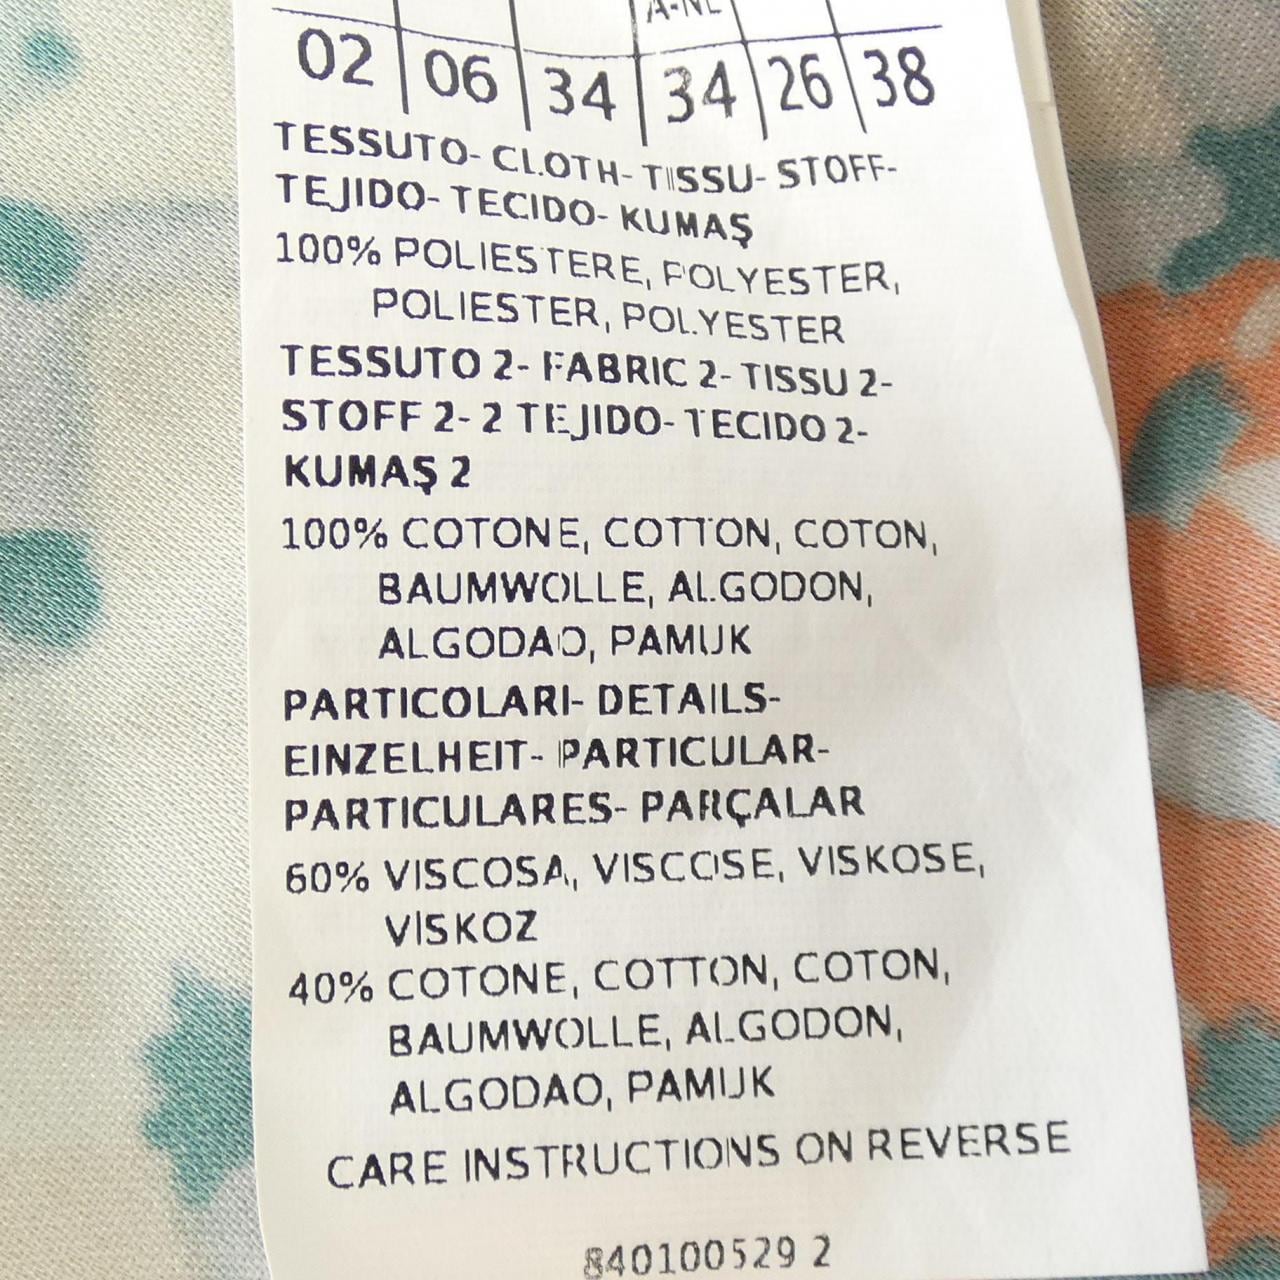 A-NL
02 06 34 34 26 38
TESSUTO- CLOTH- TISSU- STOFF-
TEJIDO- TECIDO- KUMAŞ
100% POLIESTERE, POLYESTER,
POLIESTER, POLYESTER
TESSUTO 2- FABRIC 2- TISSU 2-
STOFF 2- 2 TEJIDO- TECIDO 2-
KUMAŞ 2
100% COTONE, COTTON, COTON,
BAUMWOLLE, ALGODON,
ALGODAO, PAMUK
PARTICOLARI- DETAILS-
EINZELHEIT- PARTICULAR-
PARTICULARES- PARÇALAR
60% VISCOSA, VISCOSE, VISKOSE,
VISKOZ
40% COTONE, COTTON, COTON,
BAUMWOLLE, ALGODON,
ALGODAO, PAMUK
CARE INSTRUCTIONS ON REVERSE
840100529 2